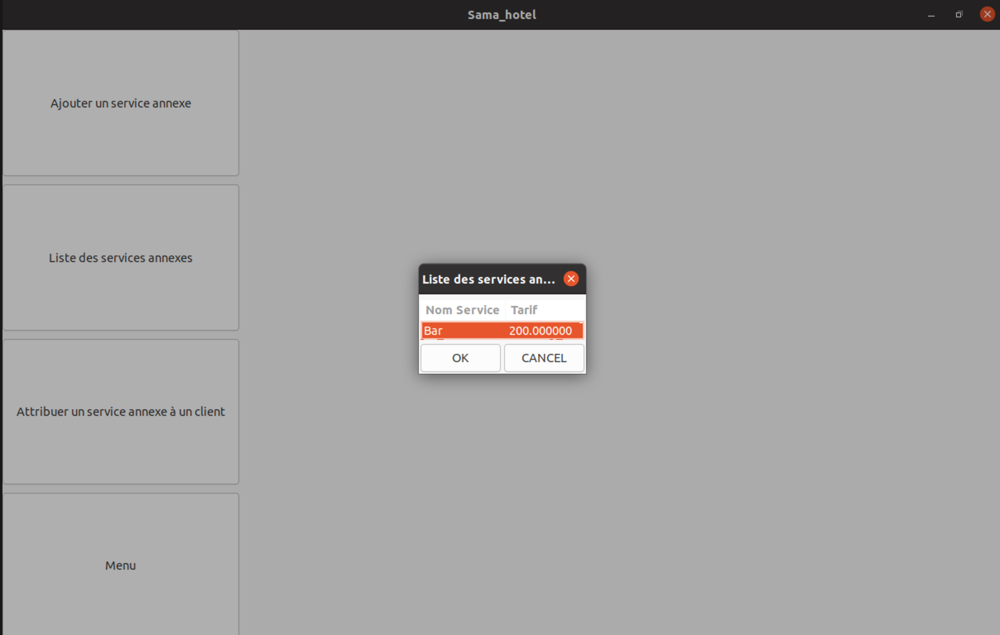 Sama_hotel
Ajouter un service annexe
Liste des services annexes
Attribuer un service annexe à un client
Menu
Liste des services an...
Nom Service Tarif
Bar 200.000000
OK CANCEL